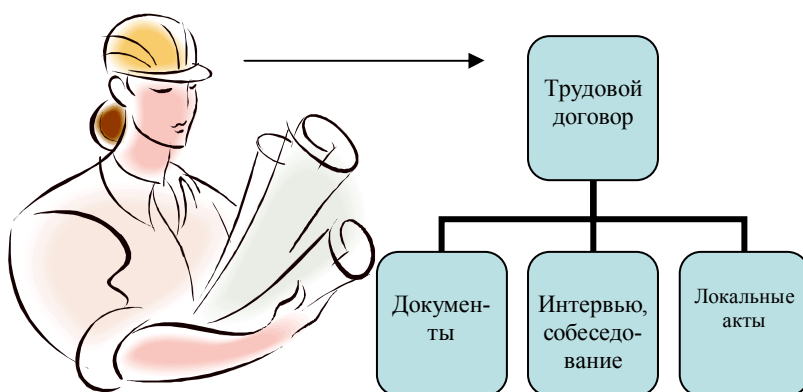 Трудовой
договор
Докумен-
ты
Интервью,
собеседо-
вание
Локальные
акты